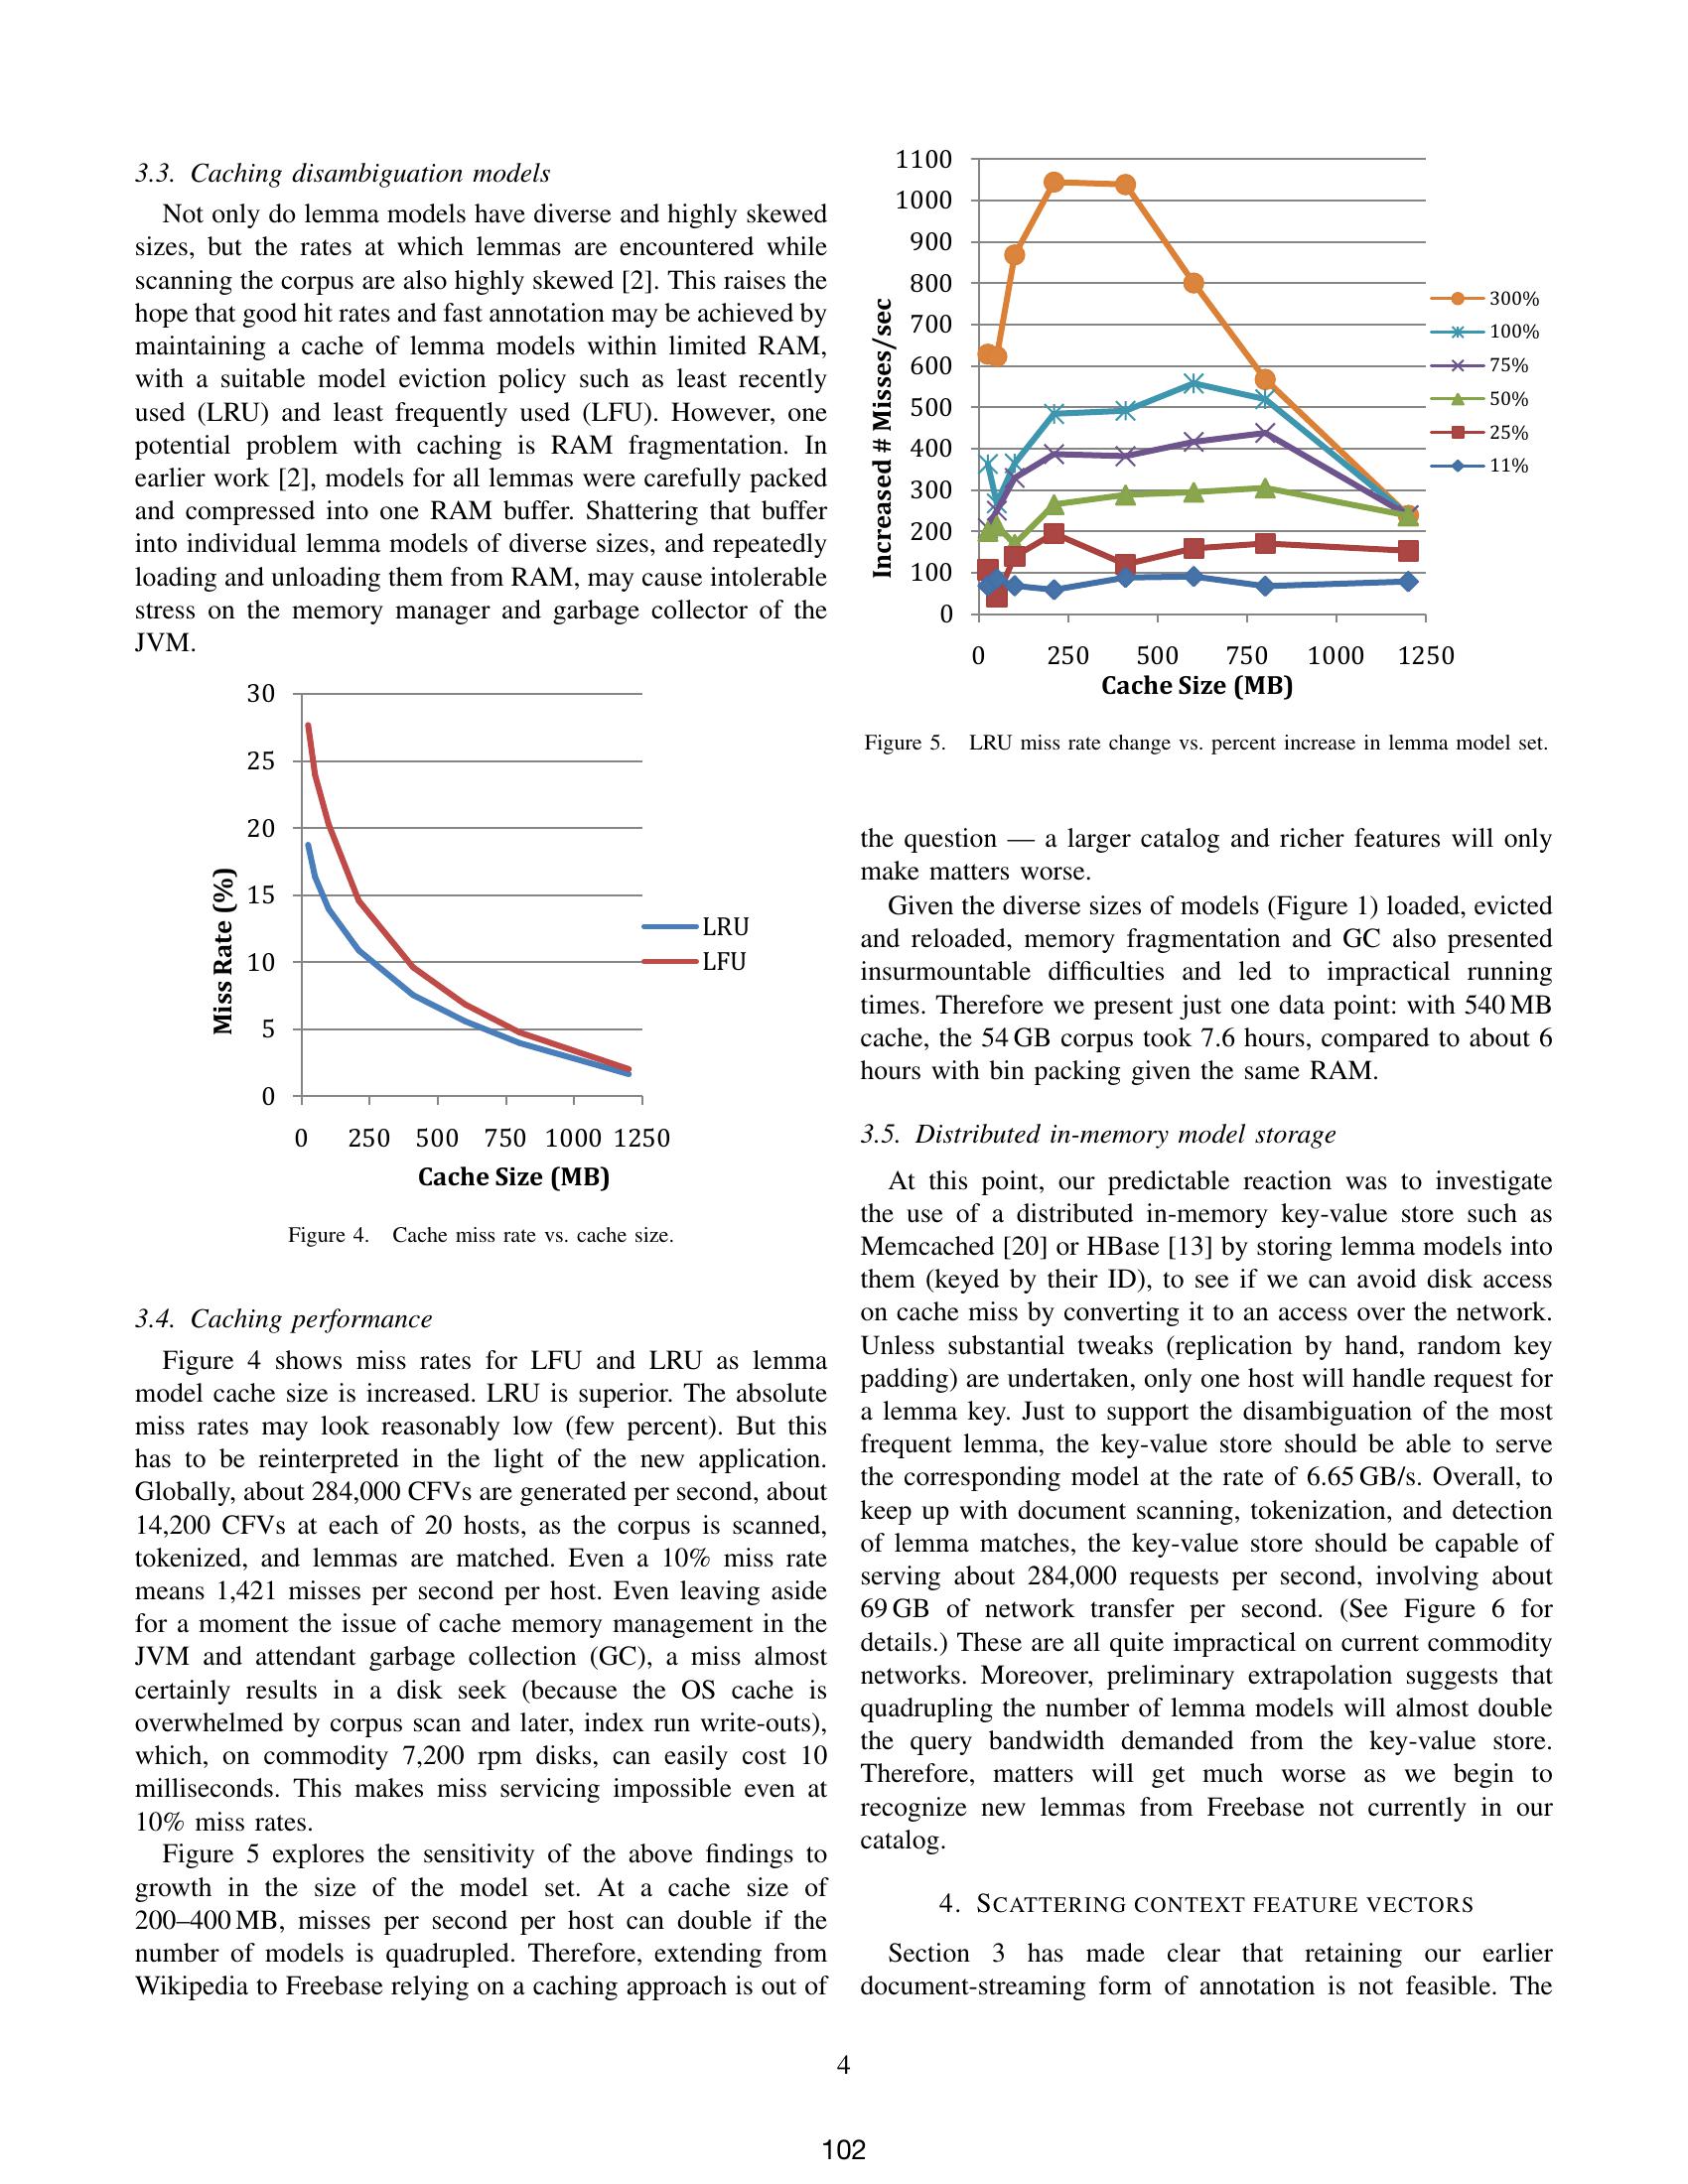 3.3. Caching disambiguation models
Not only do lemma models have diverse and highly skewed
sizes, but the rates at which lemmas are encountered while
scanning the corpus are also highly skewed [2]. This raises the
hope that good hit rates and fast annotation may be achieved by
maintaining a cache of lemma models within limited RAM,
with a suitable model eviction policy such as least recently
used (LRU) and least frequently used (LFU). However, one
potential problem with caching is RAM fragmentation. In
earlier work [2], models for all lemmas were carefully packed
and compressed into one RAM buffer. Shattering that buffer
into individual lemma models of diverse sizes, and repeatedly
loading and unloading them from RAM, may cause intolerable
stress on the memory manager and garbage collector of the
JVM.
30
25
20
15
10
5
0
Miss Rate (%)
LRU
LFU
0 250 500 750 1000 1250
Cache Size (MB)
Figure 4. Cache miss rate vs. cache size.
3.4. Caching performance
Figure 4 shows miss rates for LFU and LRU as lemma
model cache size is increased. LRU is superior. The absolute
miss rates may look reasonably low (few percent). But this
has to be reinterpreted in the light of the new application.
Globally, about 284,000 CFVs are generated per second, about
14,200 CFVs at each of 20 hosts, as the corpus is scanned,
tokenized, and lemmas are matched. Even a 10% miss rate
means 1,421 misses per second per host. Even leaving aside
for a moment the issue of cache memory management in the
JVM and attendant garbage collection (GC), a miss almost
certainly results in a disk seek (because the OS cache is
overwhelmed by corpus scan and later, index run write-outs),
which, on commodity 7,200 rpm disks, can easily cost 10
milliseconds. This makes miss servicing impossible even at
10% miss rates.
Figure 5 explores the sensitivity of the above findings to
growth in the size of the model set. At a cache size of
200–400 MB, misses per second per host can double if the
number of models is quadrupled. Therefore, extending from
Wikipedia to Freebase relying on a caching approach is out of
1100
1000
900
800
700
600
500
400
300
200
100
0
Increased # Misses/sec
300%
100%
75%
50%
25%
11%
0 250 500 750 1000 1250
Cache Size (MB)
Figure 5. LRU miss rate change vs. percent increase in lemma model set.
the question — a larger catalog and richer features will only
make matters worse.
Given the diverse sizes of models (Figure 1) loaded, evicted
and reloaded, memory fragmentation and GC also presented
insurmountable difficulties and led to impractical running
times. Therefore we present just one data point: with 540 MB
cache, the 54 GB corpus took 7.6 hours, compared to about 6
hours with bin packing given the same RAM.
3.5. Distributed in-memory model storage
At this point, our predictable reaction was to investigate
the use of a distributed in-memory key-value store such as
Memcached [20] or HBase [13] by storing lemma models into
them (keyed by their ID), to see if we can avoid disk access
on cache miss by converting it to an access over the network.
Unless substantial tweaks (replication by hand, random key
padding) are undertaken, only one host will handle request for
a lemma key. Just to support the disambiguation of the most
frequent lemma, the key-value store should be able to serve
the corresponding model at the rate of 6.65 GB/s. Overall, to
keep up with document scanning, tokenization, and detection
of lemma matches, the key-value store should be capable of
serving about 284,000 requests per second, involving about
69 GB of network transfer per second. (See Figure 6 for
details.) These are all quite impractical on current commodity
networks. Moreover, preliminary extrapolation suggests that
quadrupling the number of lemma models will almost double
the query bandwidth demanded from the key-value store.
Therefore, matters will get much worse as we begin to
recognize new lemmas from Freebase not currently in our
catalog.
4. SCATTERING CONTEXT FEATURE VECTORS
Section 3 has made clear that retaining our earlier
document-streaming form of annotation is not feasible. The
4
102